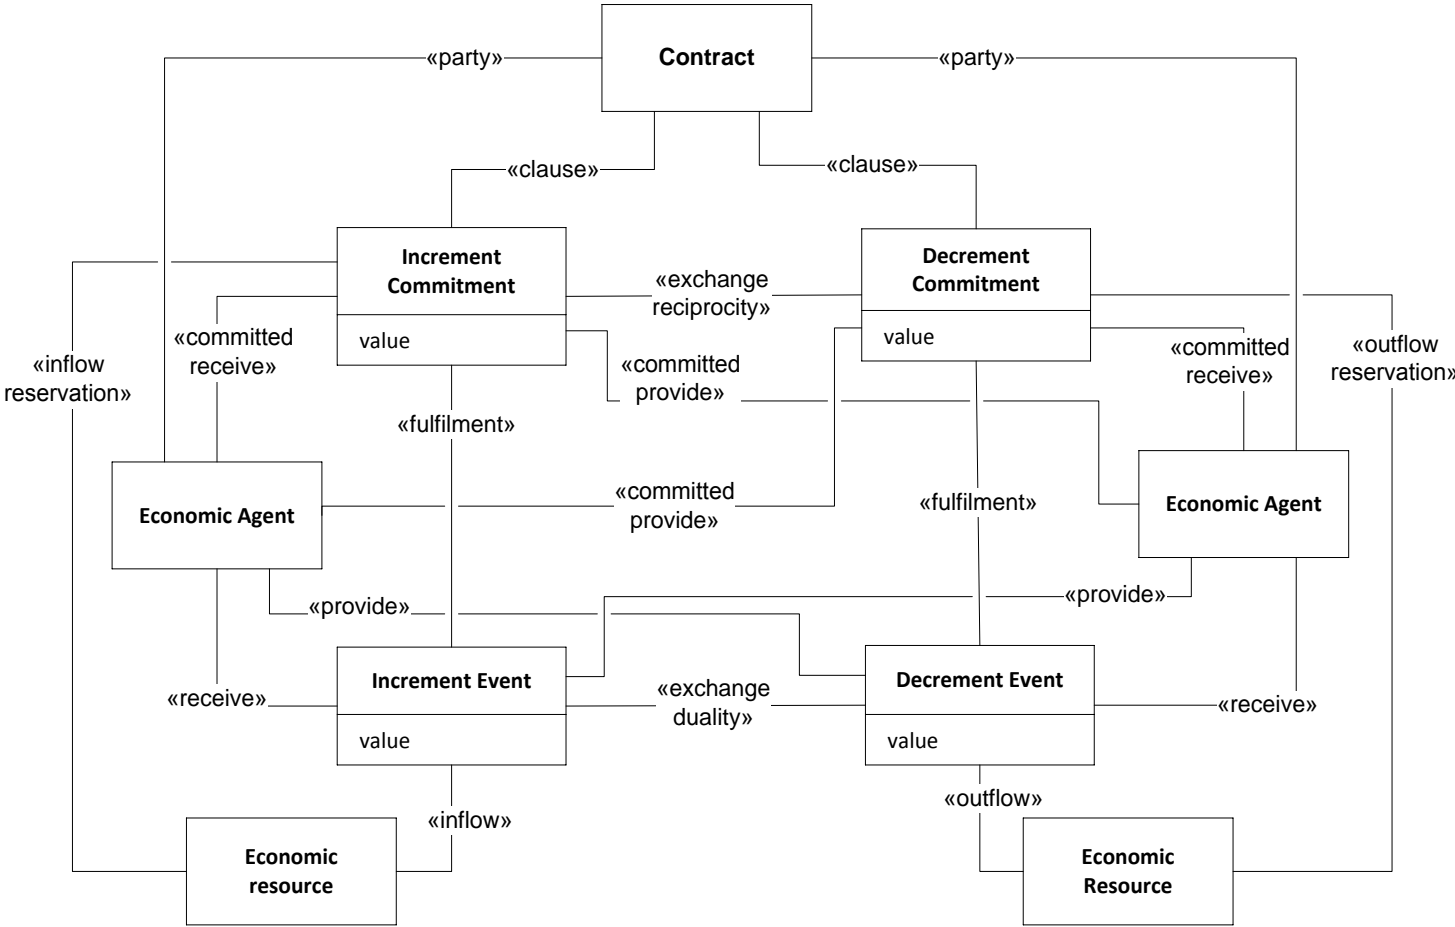 «party»
Contract
«party»
«clause»
«clause»
Increment
Commitment
value
Decrement
Commitment
value
«exchange
reciprocity»
«committed
receive»
«inflow
reservation»
«committed
provide»
«committed
receive»
«outflow
reservation»
«fulfilment»
Economic Agent
«committed
provide»
«fulfilment»
Economic Agent
«provide»
«provide»
«receive»
Increment Event
value
«exchange
duality»
Decrement Event
value
«receive»
«inflow»
«outflow»
Economic
resource
Economic
Resource